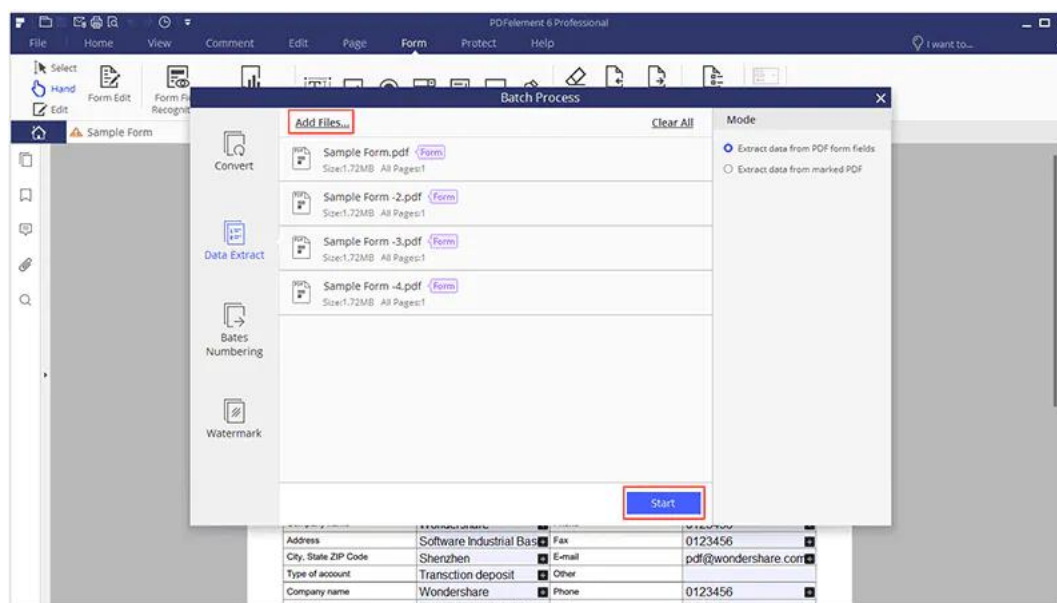 PDFelement 6 Professional
File Home View Comment Edit Page Form Protect Help I want to...
Select
Hand
Edit
Form Edit
Form Fi
Recognit
Sample Form
Batch Process
Convert
Data Extract
Bates
Numbering
Watermark
Add Files... Clear All
Sample Form.pdf Form
Size:1.72MB All Pages:1
Sample Form -2.pdf Form
Size:1.72MB All Pages:1
Sample Form -3.pdf Form
Size:1.72MB All Pages:1
Sample Form -4.pdf Form
Size:1.72MB All Pages:1
Start
Mode
Extract data from PDF form fields
Extract data from marked PDF
Address Software Industrial Bas Fax 0123456
City, State ZIP Code Shenzhen E-mail pdf@wondershare.com
Type of account Transction deposit Other
Company name Wondershare Phone 0123456